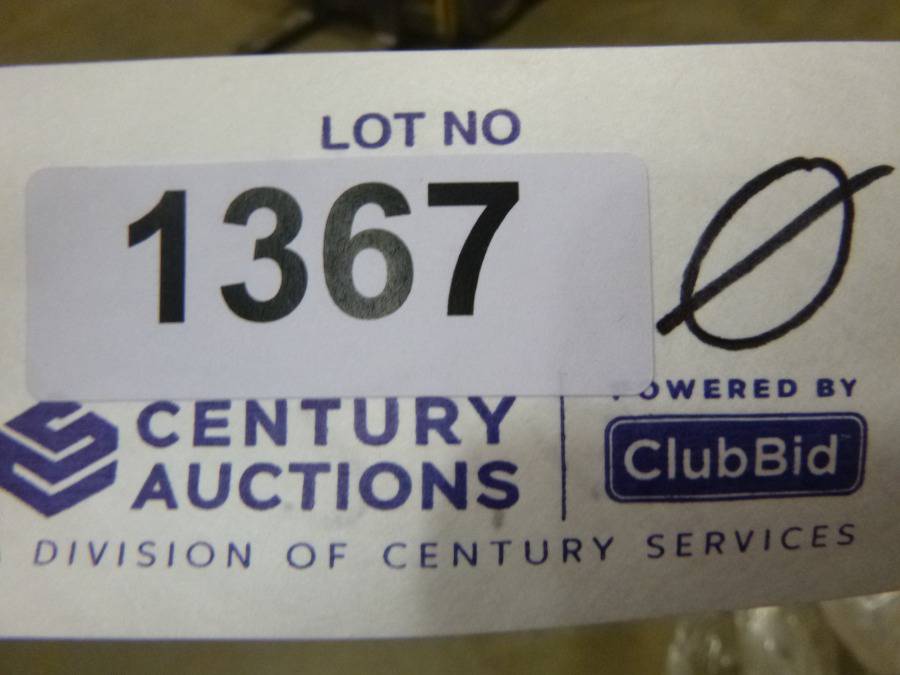 LOT NO
1367 Ø
CENTURY
AUCTIONS
POWERED BY
ClubBid
DIVISION OF CENTURY SERVICES